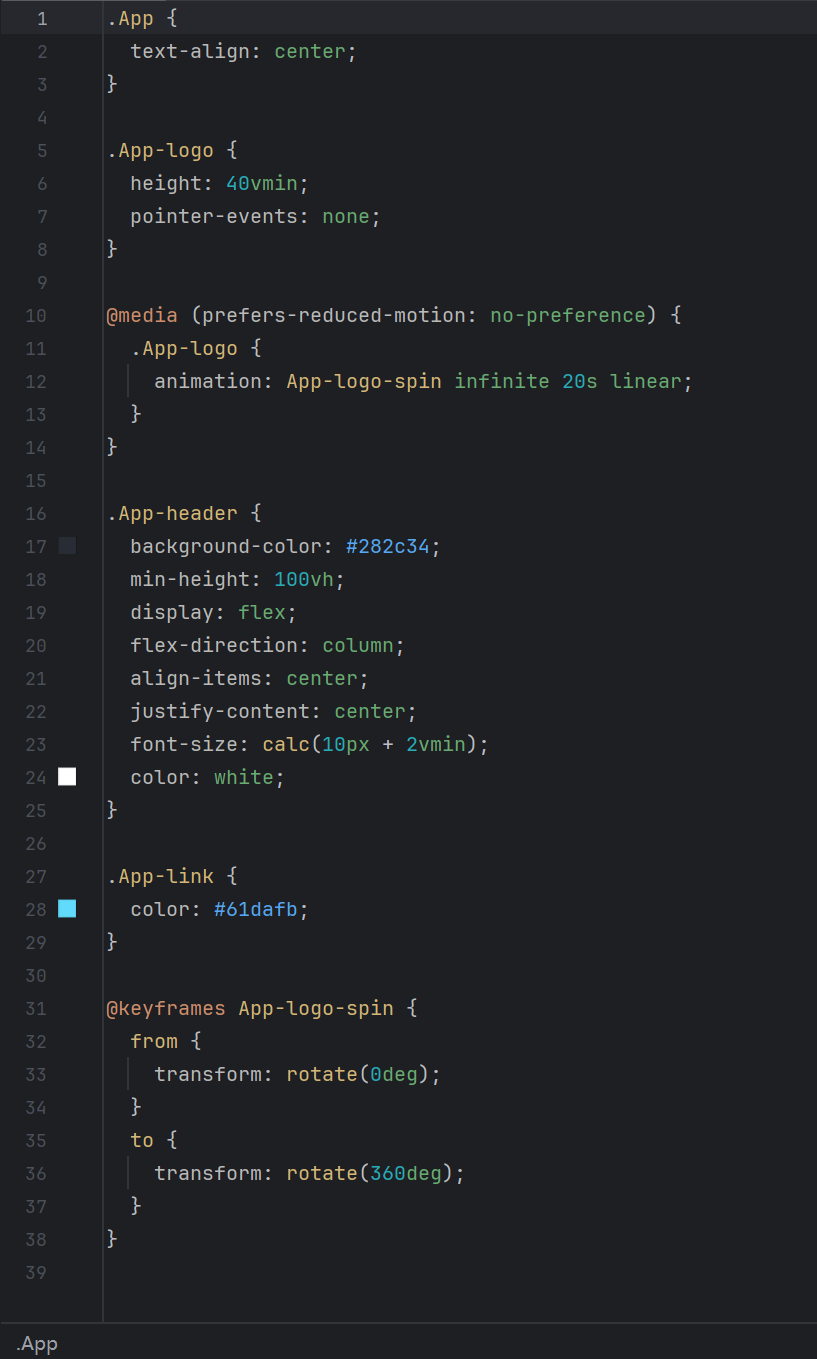 1 .App {
2   text-align: center;
3 }
4
5 .App-logo {
6   height: 40vmin;
7   pointer-events: none;
8 }
9
10 @media (prefers-reduced-motion: no-preference) {
11   .App-logo {
12     animation: App-logo-spin infinite 20s linear;
13   }
14 }
15
16 .App-header {
17   background-color: #282c34;
18   min-height: 100vh;
19   display: flex;
20   flex-direction: column;
21   align-items: center;
22   justify-content: center;
23   font-size: calc(10px + 2vmin);
24   color: white;
25 }
26
27 .App-link {
28   color: #61dafb;
29 }
30
31 @keyframes App-logo-spin {
32   from {
33     transform: rotate(0deg);
34   }
35   to {
36     transform: rotate(360deg);
37   }
38 }
39
.App